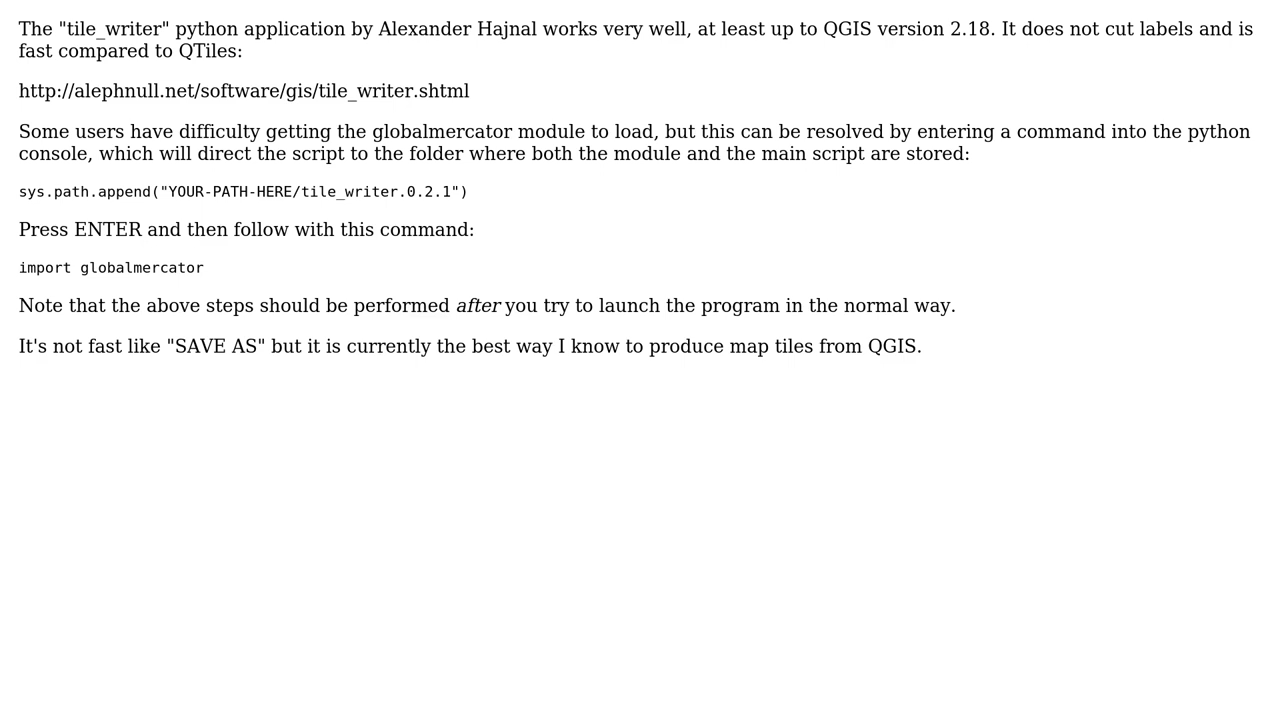 The "tile_writer" python application by Alexander Hajnal works very well, at least up to QGIS version 2.18. It does not cut labels and is
fast compared to QTiles:
http://alephnull.net/software/gis/tile_writer.shtml
Some users have difficulty getting the globalmercator module to load, but this can be resolved by entering a command into the python
console, which will direct the script to the folder where both the module and the main script are stored:
sys.path.append("YOUR-PATH-HERE/tile_writer.0.2.1")
Press ENTER and then follow with this command:
import globalmercator
Note that the above steps should be performed after you try to launch the program in the normal way.
It's not fast like "SAVE AS" but it is currently the best way I know to produce map tiles from QGIS.